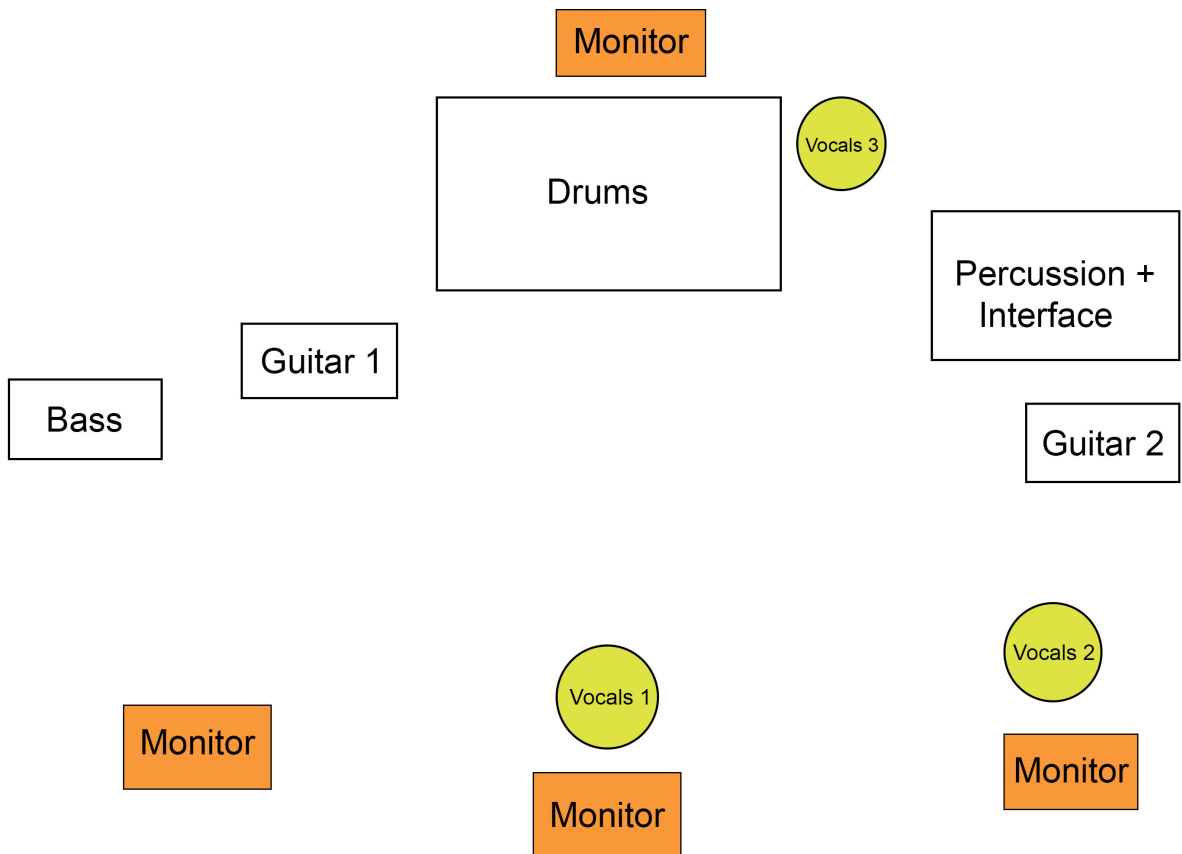 Monitor
Vocals 3
Drums
Percussion +
Interface
Guitar 1
Bass
Guitar 2
Vocals 2
Vocals 1
Monitor
Monitor
Monitor